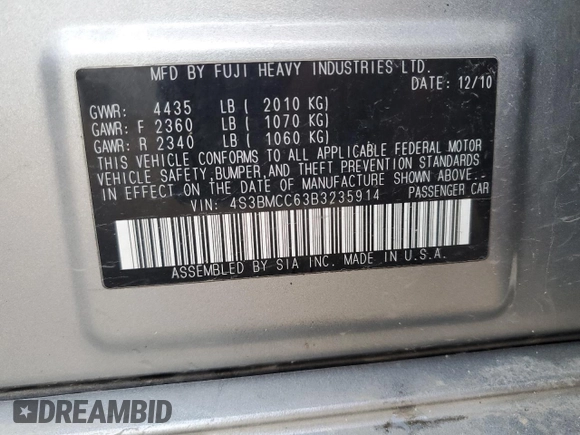 MFD BY FUJI HEAVY INDUSTRIES LTD.
DATE: 12/10
GVWR: 4435 LB ( 2010 KG)
GAWR: F 2360 LB ( 1070 KG)
GAWR: R 2340 LB ( 1060 KG)
THIS VEHICLE CONFORMS TO ALL APPLICABLE FEDERAL MOTOR
VEHICLE SAFETY, BUMPER, AND THEFT PREVENTION STANDARDS
IN EFFECT ON THE DATE OF MANUFACTURE SHOWN ABOVE.
VIN: 4S3BMCC63B3235914 PASSENGER CAR
ASSEMBLED BY SIA INC. MADE IN U.S.A.
DREAMBID